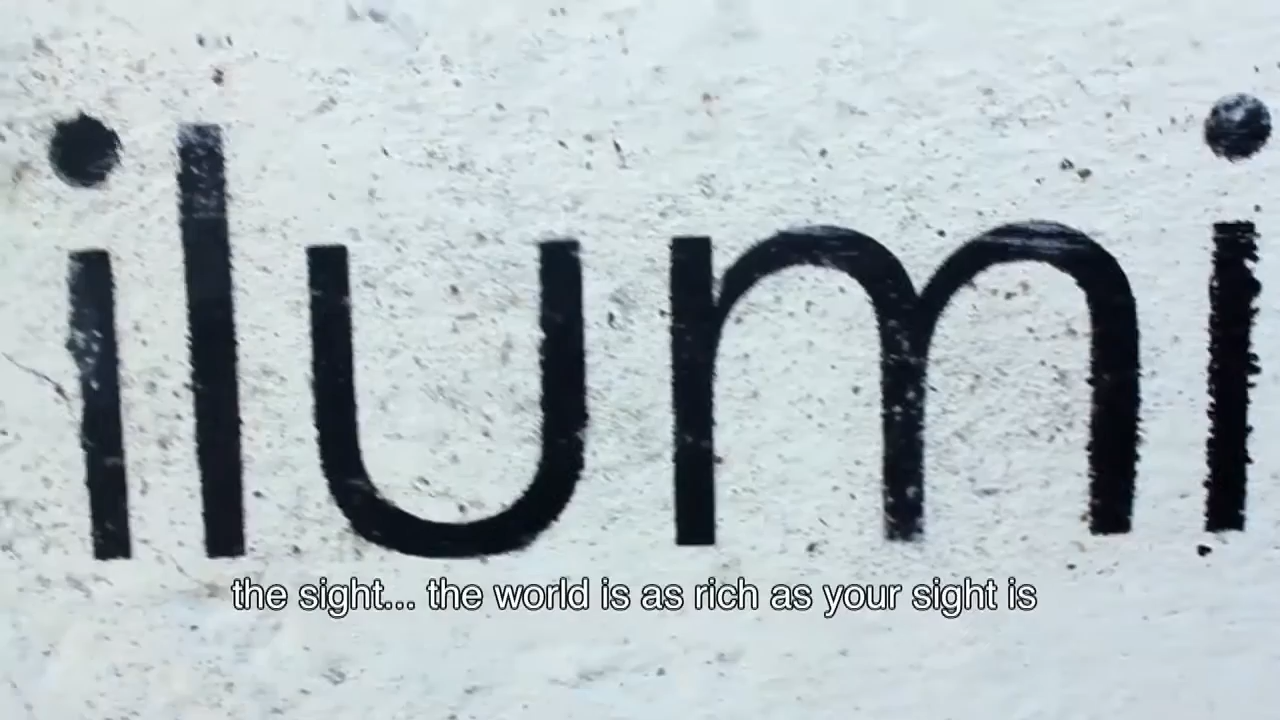 ilumi
the sight... the world is as rich as your sight is